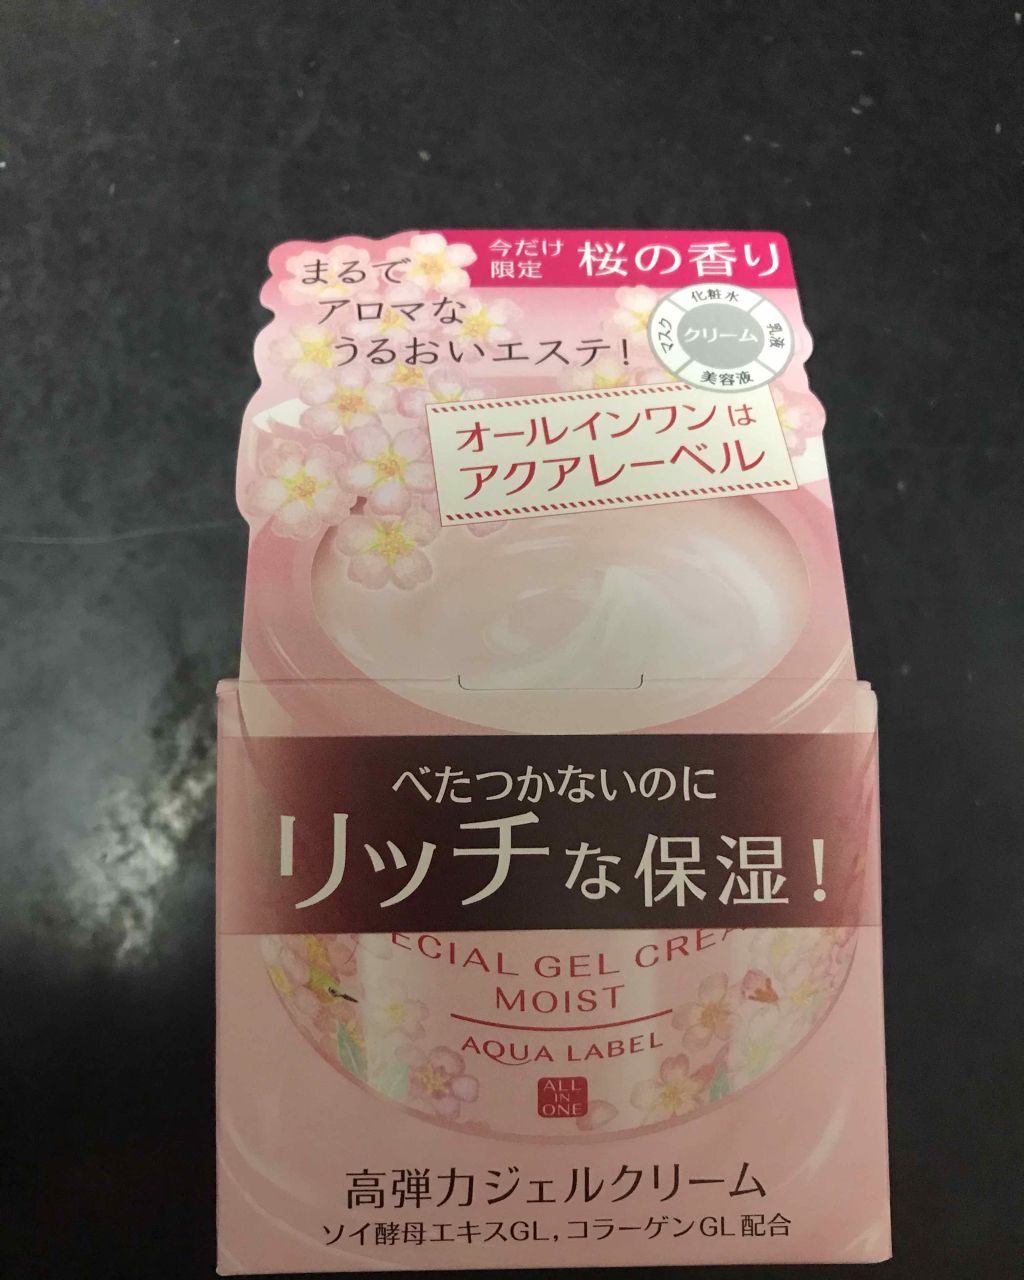 今だけ
限定
桜の香り
まるで
アロマな
うるおいエステ!
化粧水
乳液
美容液
マスク
クリーム
オールインワンは
アクアレーベル
べたつかないのに
リッチな保湿!
ECIAL GEL CREA
MOIST
AQUA LABEL
ALL
IN
ONE
高弾力ジェルクリーム
ソイ酵母エキスGL, コラーゲンGL配合